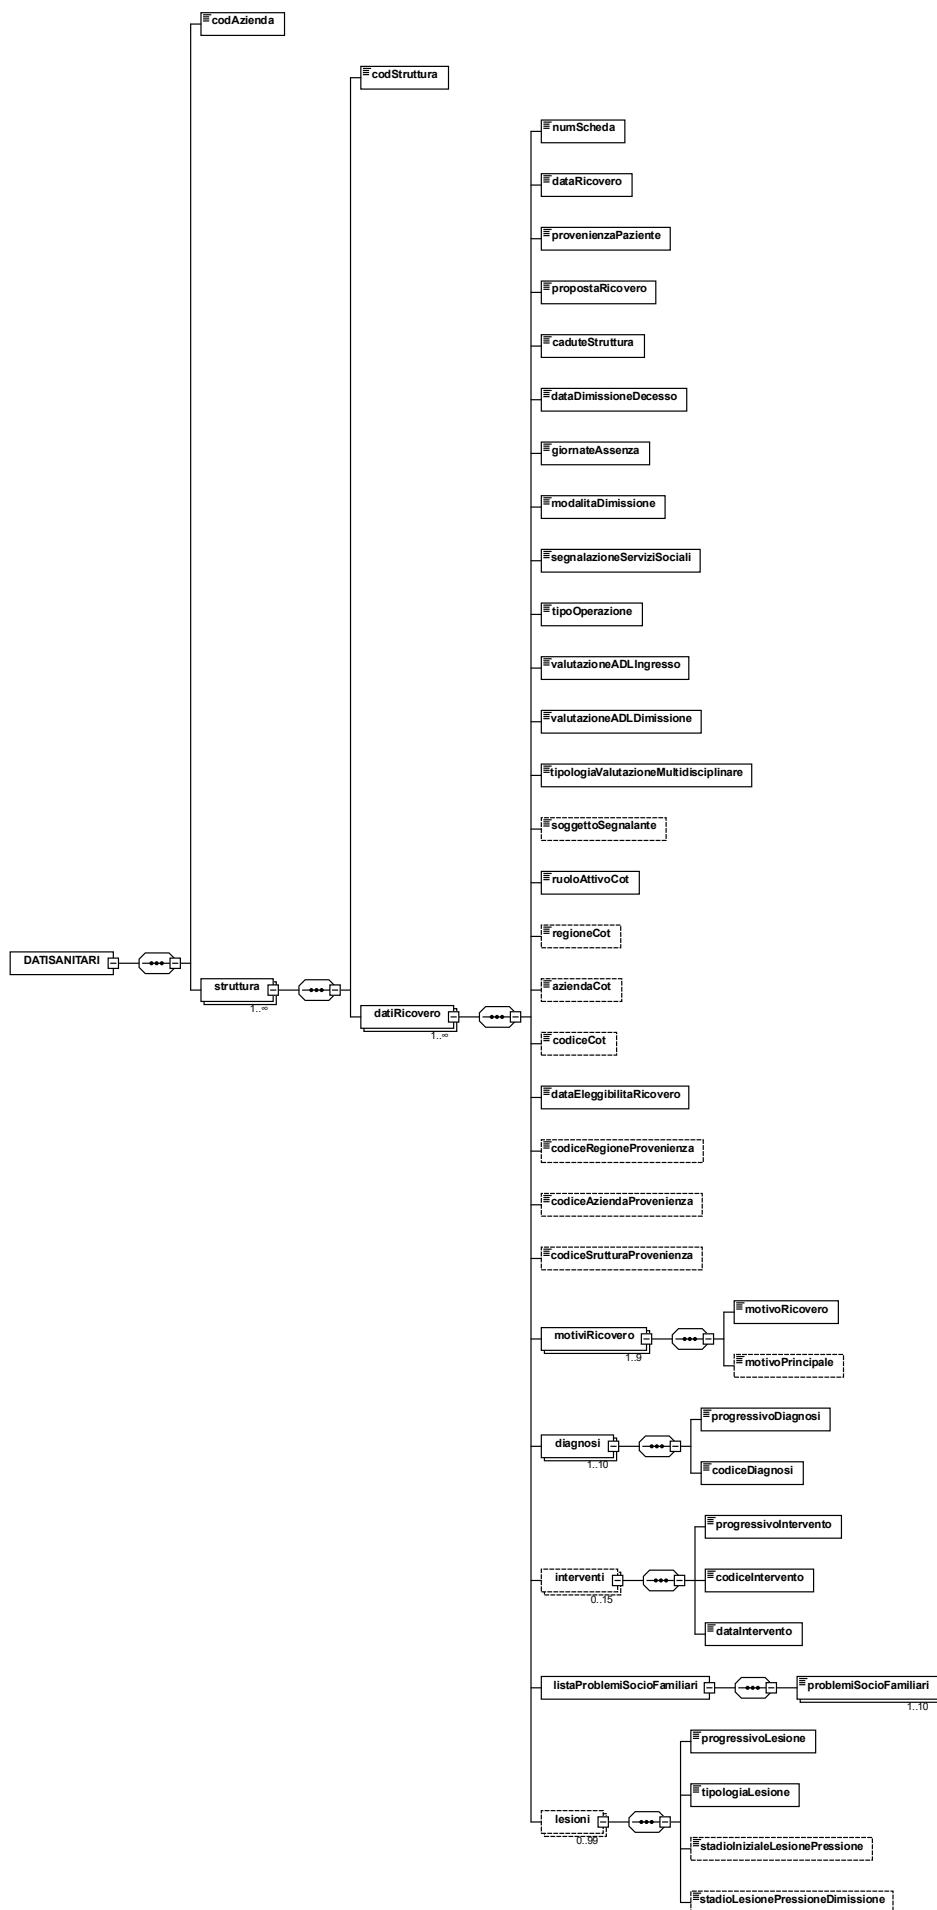 codAzienda
codStruttura
numScheda
dataRicovero
provenienzaPaziente
propostaRicovero
caduteStruttura
dataDimissioneDecesso
giornateAssenza
modalitaDimissione
segnalazioneServiziSociali
tipoOperazione
valutazioneADLIngresso
valutazioneADLDimissione
tipologiaValutazioneMultidisciplinare
soggettoSegnalante
ruoloAttivoCot
regioneCot
DATISANITARI
struttura
1..∞
aziendaCot
datiRicovero
1..∞
codiceCot
dataEleggibilitaRicovero
codiceRegioneProvenienza
codiceAziendaProvenienza
codiceSrutturaProvenienza
motivoRicovero
motiviRicovero
1..9
motivoPrincipale
progressivoDiagnosi
diagnosi
1..10
codiceDiagnosi
progressivoIntervento
interventi
0..15
codiceIntervento
dataIntervento
listaProblemiSocioFamiliari
problemiSocioFamiliari
1..10
progressivoLesione
tipologiaLesione
lesioni
0..99
stadioInizialeLesionePressione
stadioLesionePressioneDimissione